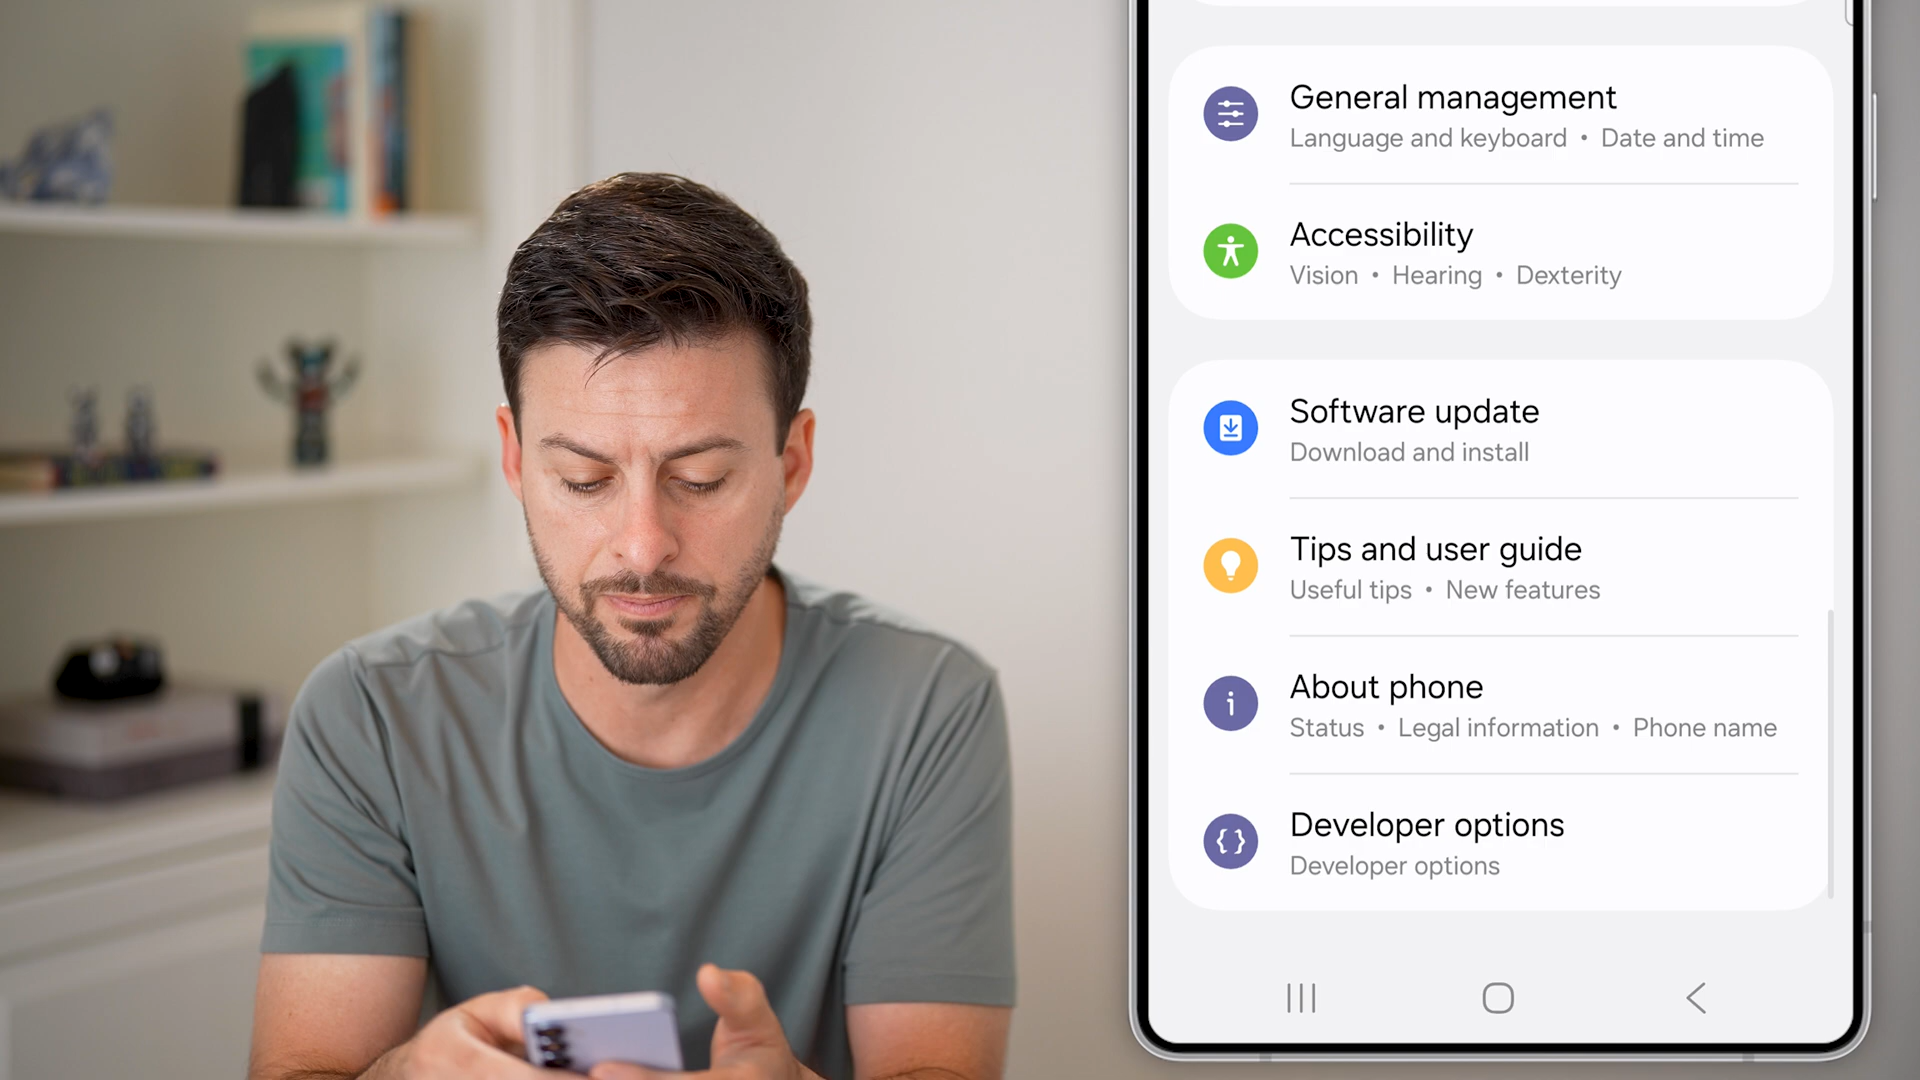 General management
Language and keyboard • Date and time
Accessibility
Vision • Hearing • Dexterity
Software update
Download and install
Tips and user guide
Useful tips • New features
About phone
Status • Legal information • Phone name
Developer options
Developer options